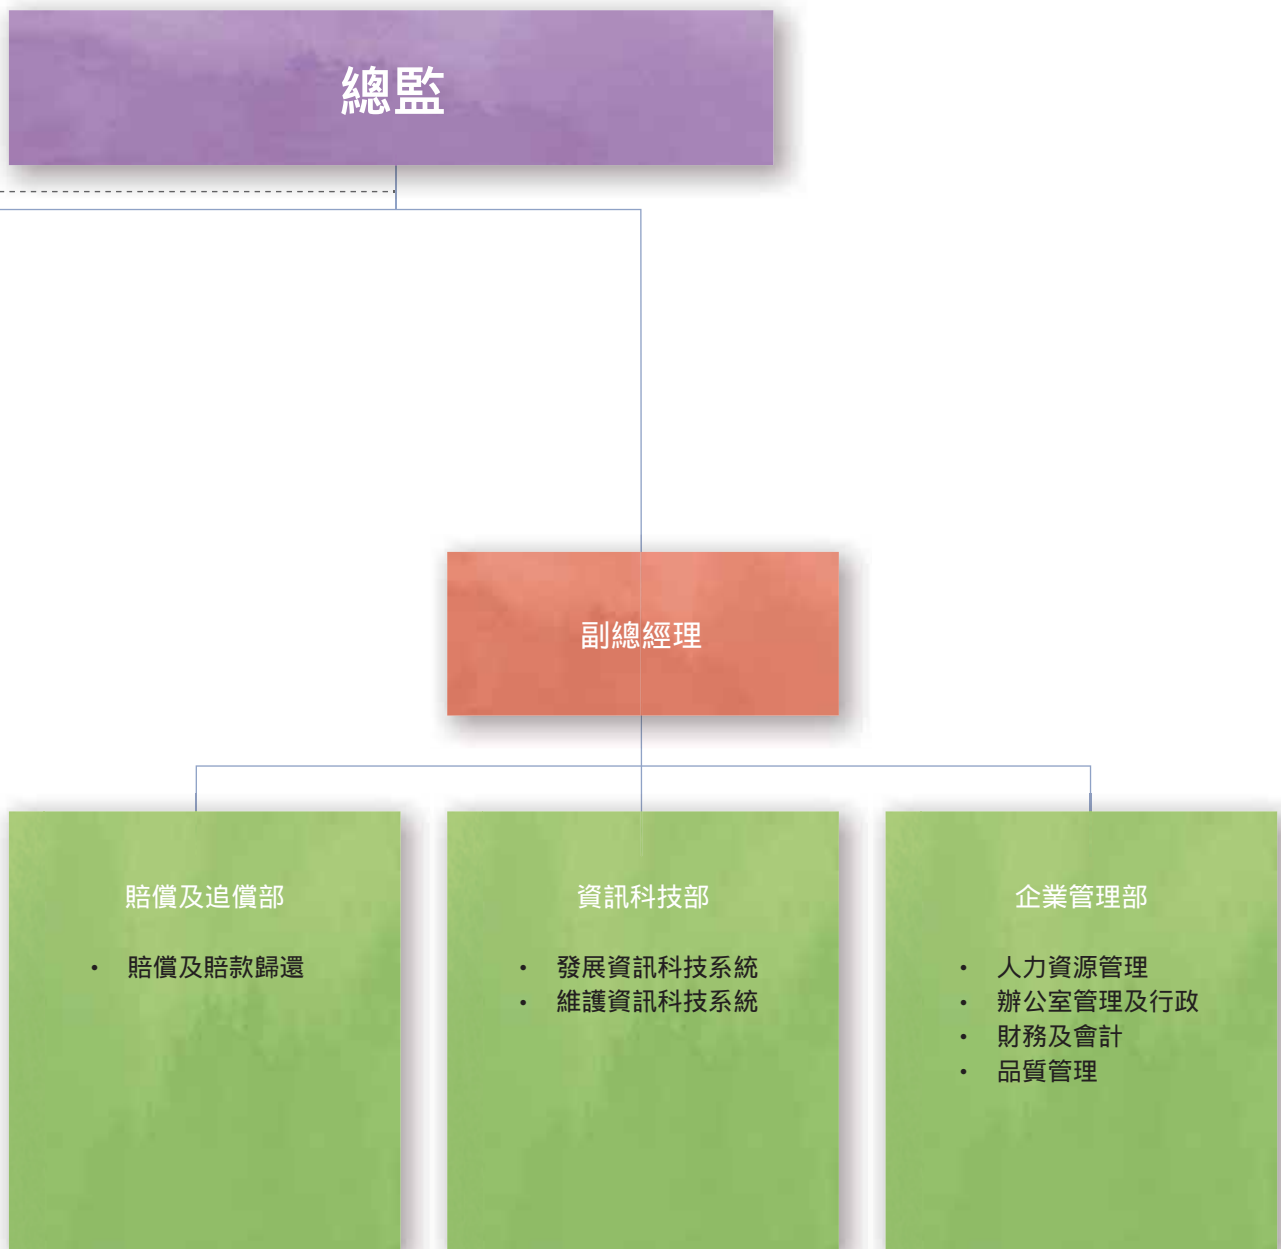 總監
副總經理
賠償及追償部
• 賠償及賠款歸還
資訊科技部
• 發展資訊科技系統
• 維護資訊科技系統
企業管理部
• 人力資源管理
• 辦公室管理及行政
• 財務及會計
• 品質管理